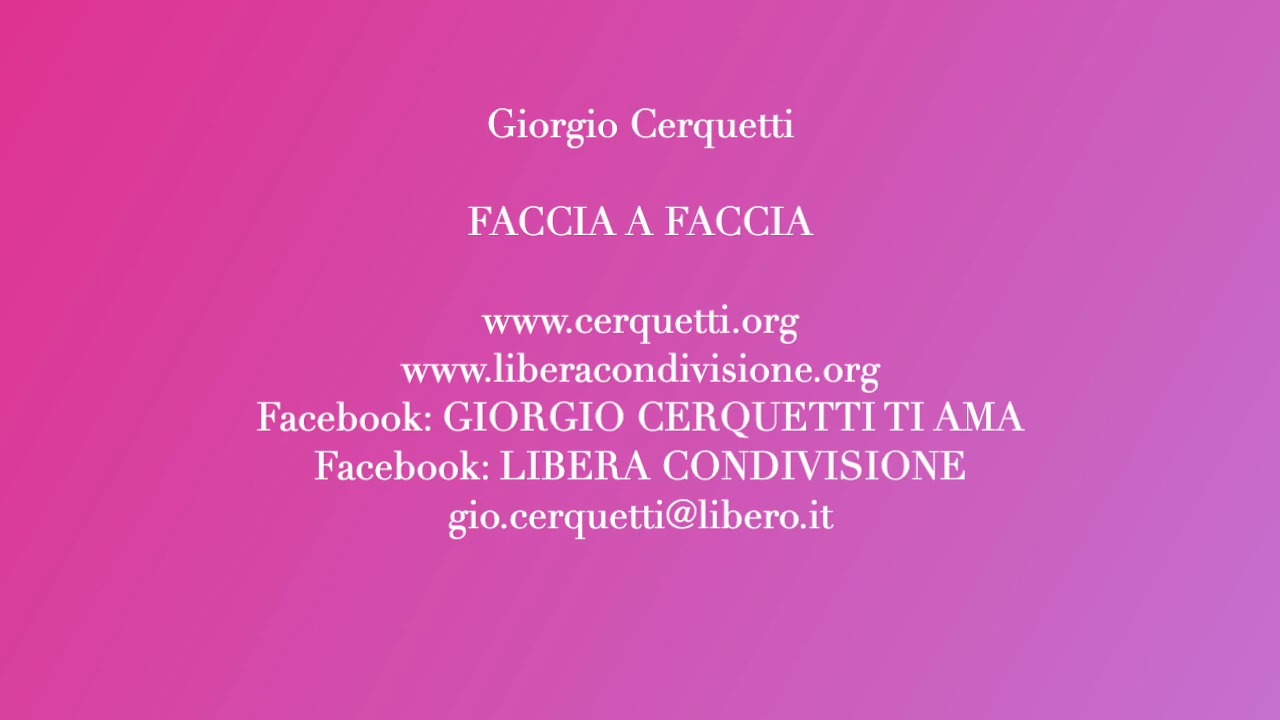 Giorgio Cerquetti
FACCIA A FACCIA
www.cerquetti.org
www.liberacondivisione.org
Facebook: GIORGIO CERQUETTI TI AMA
Facebook: LIBERA CONDIVISIONE
gio.cerquetti@libero.it